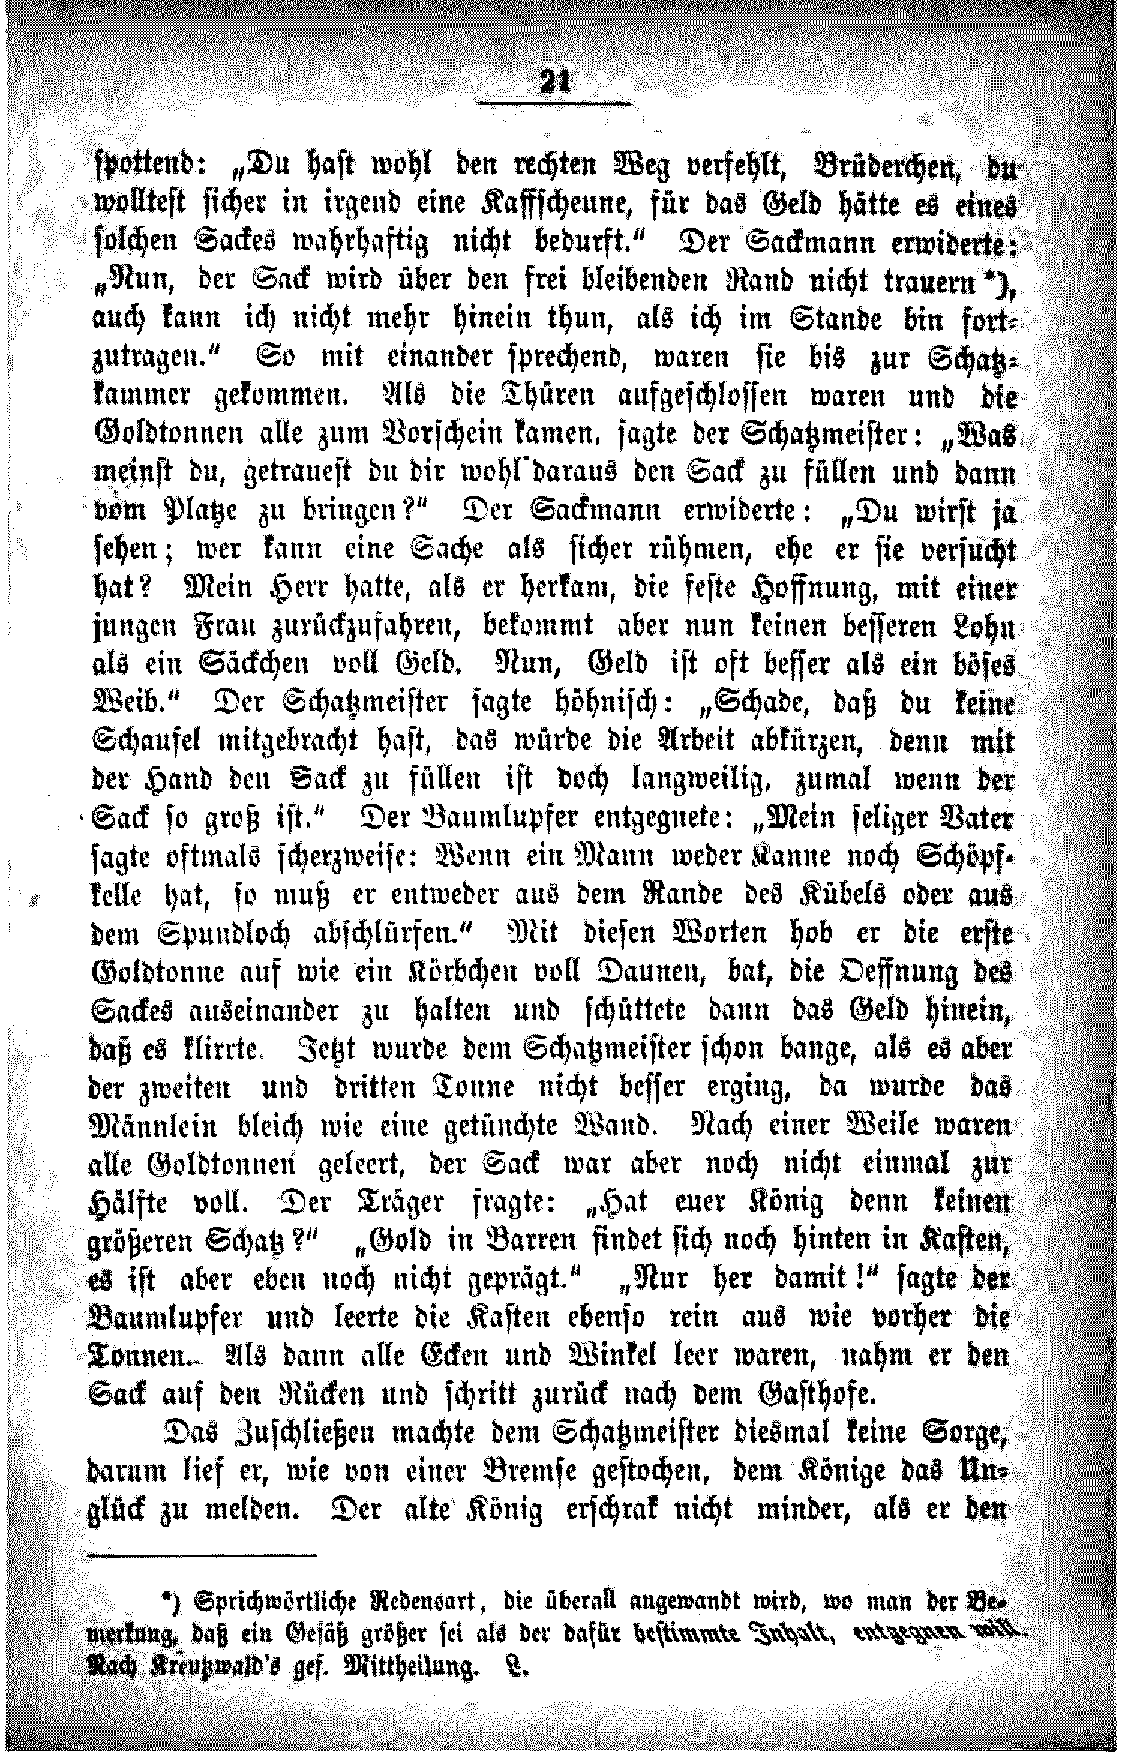 21
spottend: „Du hast wohl den rechten Weg verfehlt, Brüderchen, du
wolltest sicher in irgend eine Kaffscheune, für das Geld hätte es eines
solchen Sackes wahrhaftig nicht bedurft.“ Der Sackmann erwiderte:
„Nun, der Sack wird über den frei bleibenden Rand nicht trauern *),
auch kann ich nicht mehr hinein thun, als ich im Stande bin fort-
zutragen.“ So mit einander sprechend, waren sie bis zur Schatz-
kammer gekommen. Als die Thüren aufgeschlossen waren und die
Goldtonnen alle zum Vorschein kamen, sagte der Schatzmeister: „Was
meinst du, getrauest du dir wohl daraus den Sack zu füllen und dann
vom Platze zu bringen?“ Der Sackmann erwiderte: „Du wirst ja
sehen; wer kann eine Sache als sicher rühmen, ehe er sie versucht
hat? Mein Herr hatte, als er herkam, die feste Hoffnung, mit einer
jungen Frau zurückzufahren, bekommt aber nun keinen besseren Lohn
als ein Säckchen voll Geld. Nun, Geld ist oft besser als ein böses
Weib.“ Der Schatzmeister sagte höhnisch: „Schade, daß du keine
Schaufel mitgebracht hast, das würde die Arbeit abkürzen, denn mit
der Hand den Sack zu füllen ist doch langweilig, zumal wenn der
Sack so groß ist.“ Der Baumlupfer entgegnete: „Mein seliger Vater
sagte oftmals scherzweise: Wenn ein Mann weder Kanne noch Schöpf-
kelle hat, so muß er entweder aus dem Rande des Kübels oder aus
dem Spundloch abschlürfen.“ Mit diesen Worten hob er die erste
Goldtonne auf wie ein Körbchen voll Daunen, bat, die Oeffnung des
Sackes auseinander zu halten und schüttete dann das Geld hinein,
daß es klirrte. Jetzt wurde dem Schatzmeister schon bange, als es aber
der zweiten und dritten Tonne nicht besser erging, da wurde das
Männlein bleich wie eine getünchte Wand. Nach einer Weile waren
alle Goldtonnen geleert, der Sack war aber noch nicht einmal zur
Hälfte voll. Der Träger fragte: „Hat euer König denn keinen
größeren Schatz?“ „Gold in Barren findet sich noch hinten in Kasten,
es ist aber eben noch nicht geprägt.“ „Nur her damit!“ sagte der
Baumlupfer und leerte die Kasten ebenso rein aus wie vorher die
Tonnen. Als dann alle Ecken und Winkel leer waren, nahm er den
Sack auf den Rücken und schritt zurück nach dem Gasthofe.
Das Zuschließen machte dem Schatzmeister diesmal keine Sorge,
darum lief er, wie von einer Bremse gestochen, dem Könige das Un-
glück zu melden. Der alte König erschrak nicht minder, als er den
*) Sprichwörtliche Redensart, die überall angewandt wird, wo man der Be-
merkung, daß ein Gefäß größer sei als der dafür bestimmte Inhalt, entgegnen will.
Nach Kreutzwald's gef. Mittheilung. L.